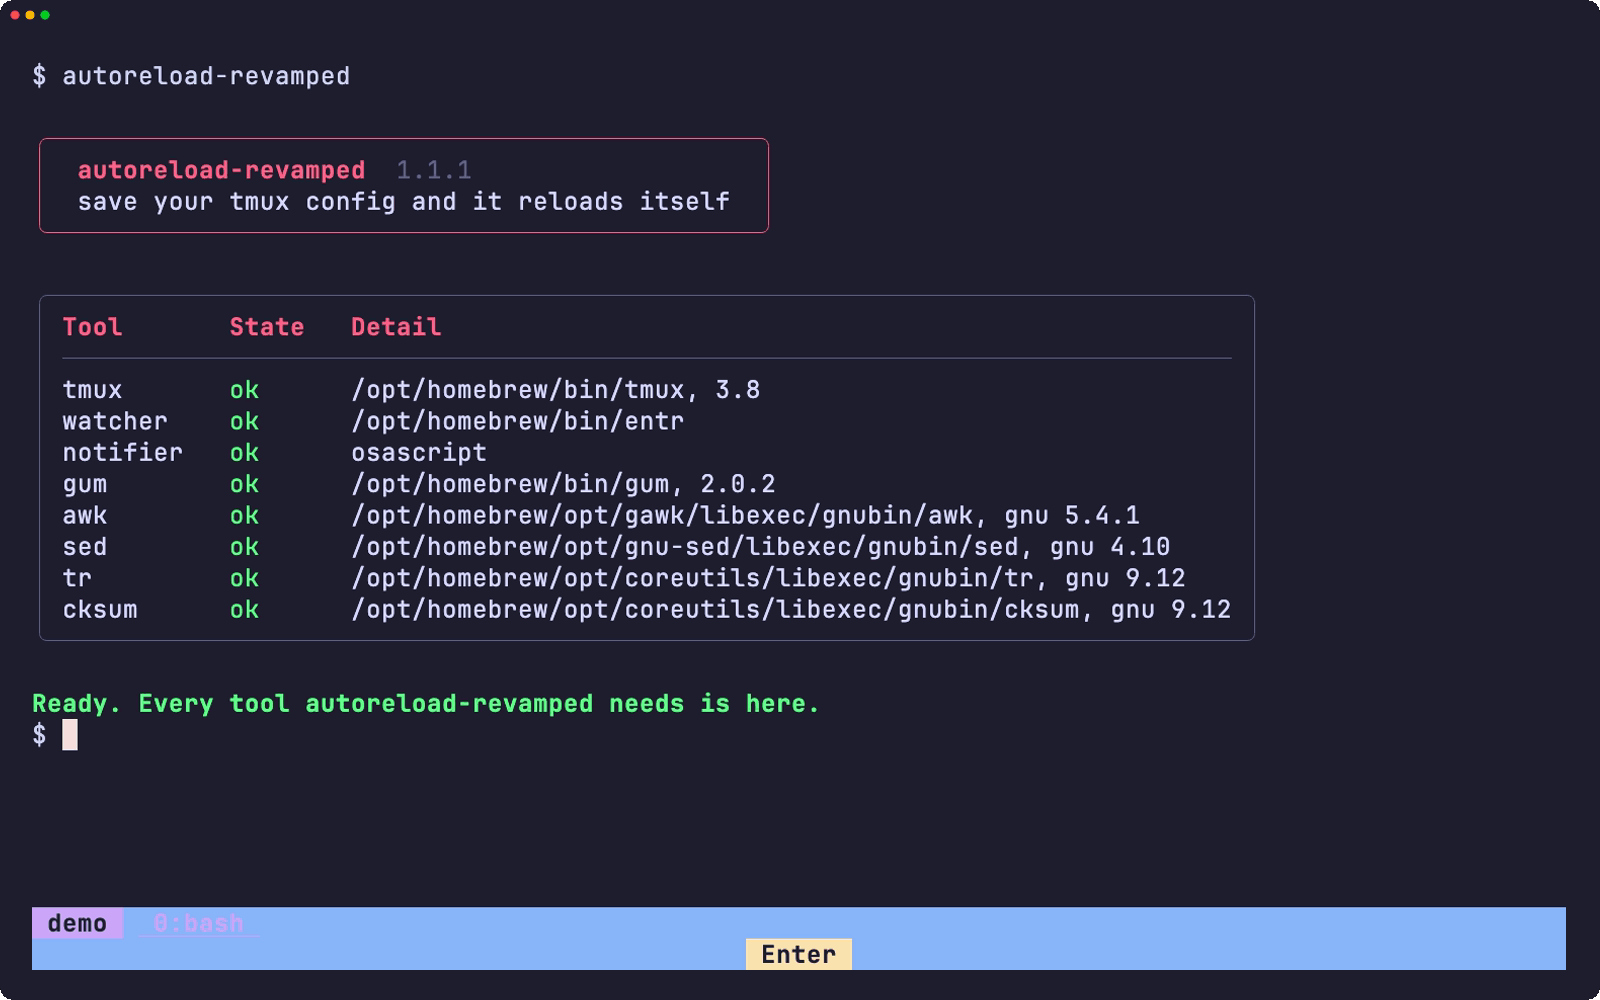 $ autoreload-revamped
autoreload-revamped 1.1.1
save your tmux config and it reloads itself
Tool State Detail
tmux ok /opt/homebrew/bin/tmux, 3.8
watcher ok /opt/homebrew/bin/entr
notifier ok osascript
gum ok /opt/homebrew/bin/gum, 2.0.2
awk ok /opt/homebrew/opt/gawk/libexec/gnubin/awk, gnu 5.4.1
sed ok /opt/homebrew/opt/gnu-sed/libexec/gnubin/sed, gnu 4.10
tr ok /opt/homebrew/opt/coreutils/libexec/gnubin/tr, gnu 9.12
cksum ok /opt/homebrew/opt/coreutils/libexec/gnubin/cksum, gnu 9.12
Ready. Every tool autoreload-revamped needs is here.
$
demo 0:bash
Enter